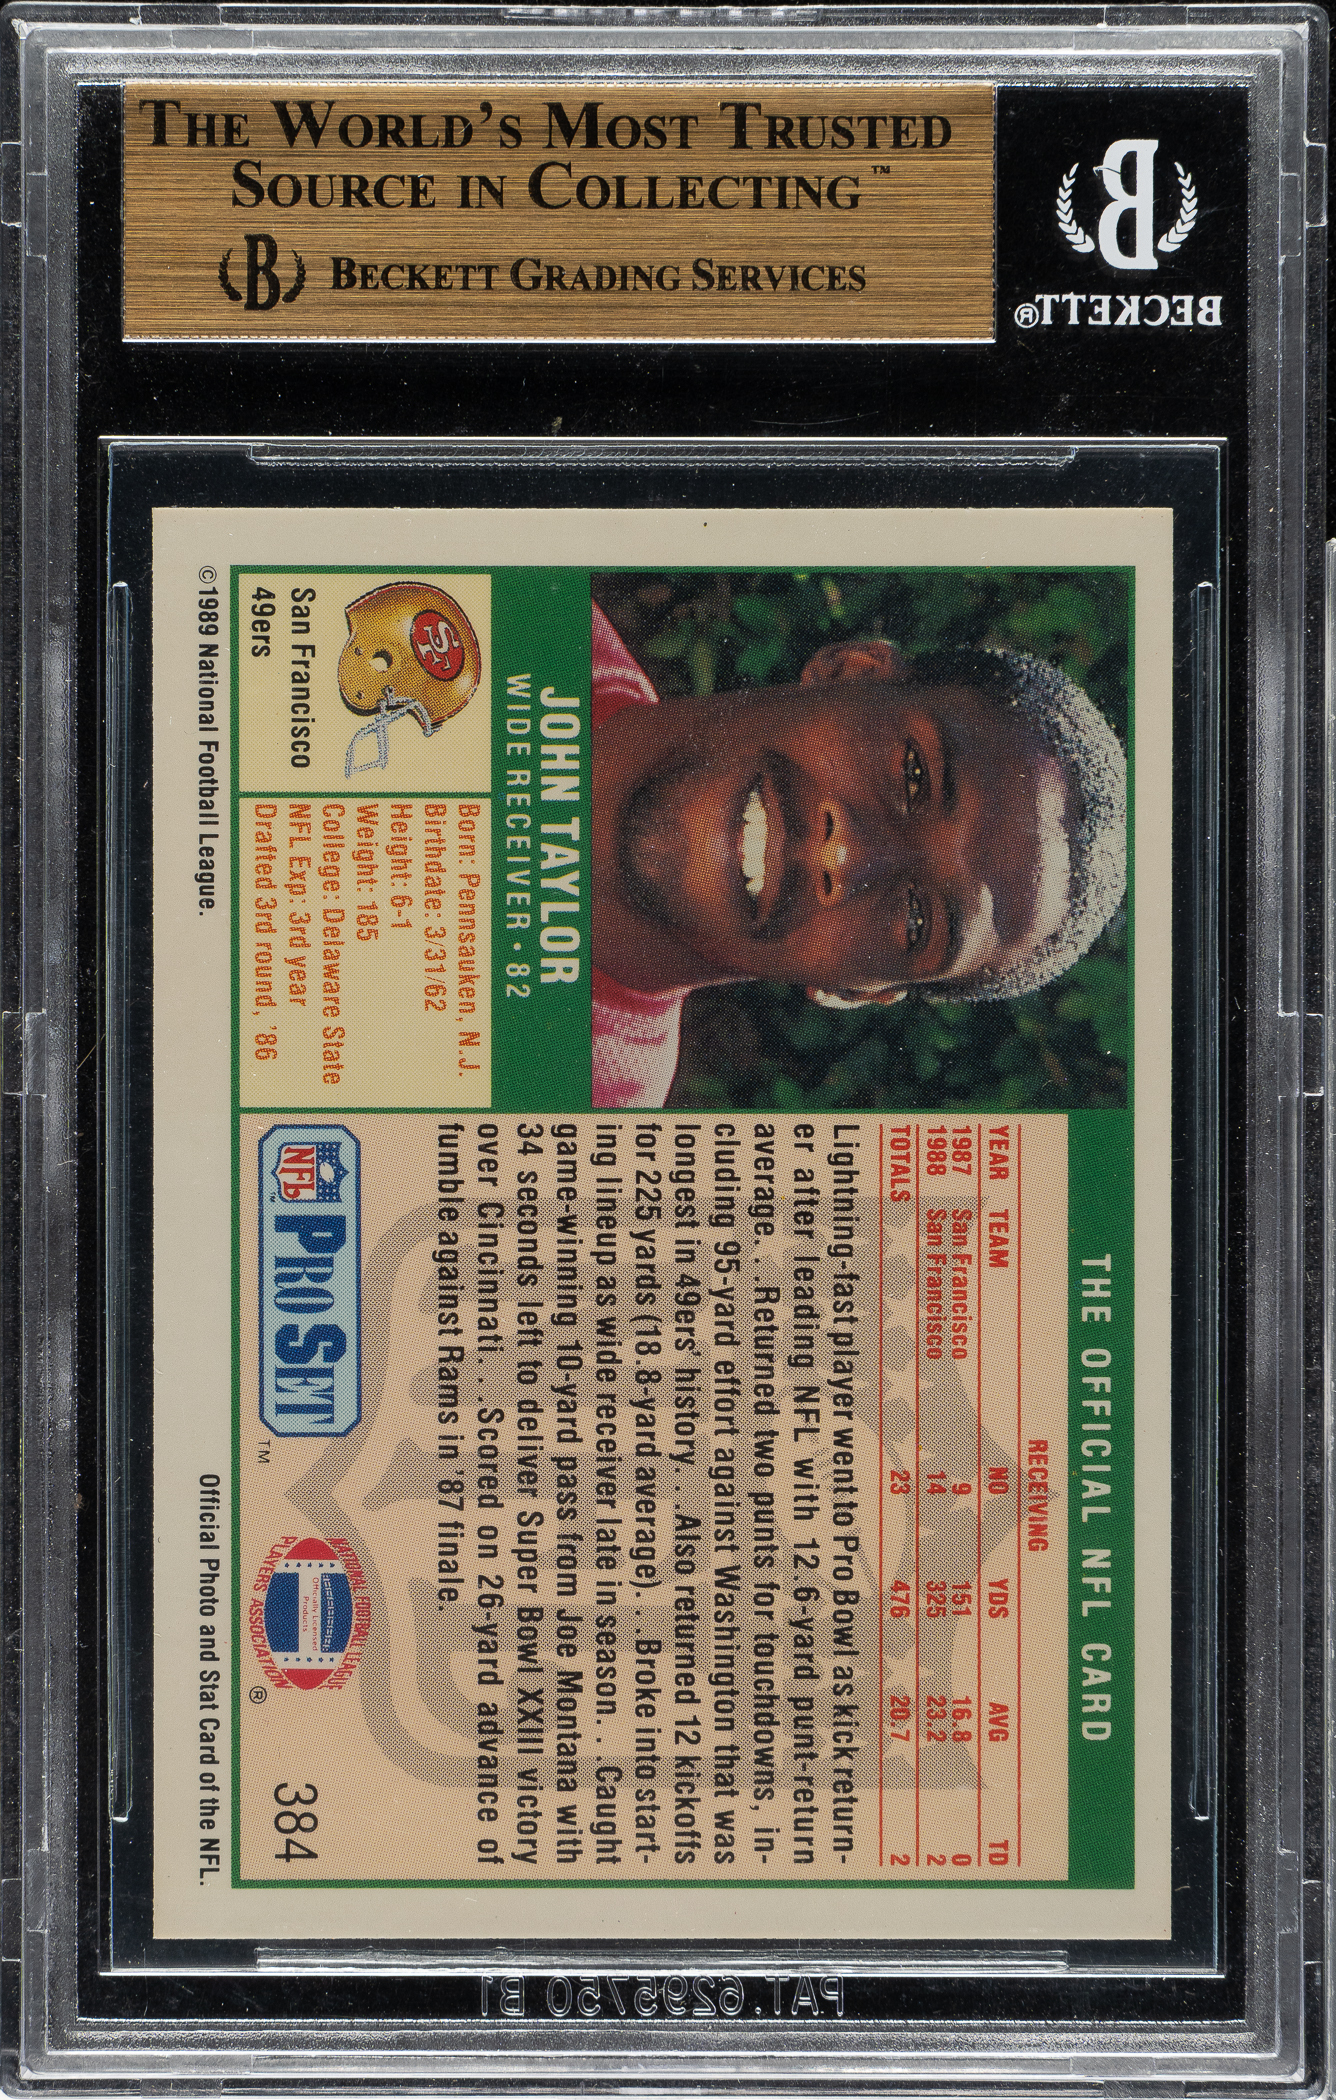 THE WORLD'S MOST TRUSTED
SOURCE IN COLLECTING™
B BECKETT GRADING SERVICES
B
BECKETT®
THE OFFICIAL NFL CARD
JOHN TAYLOR
WIDE RECEIVER • 82
SF
San Francisco
49ers
Born: Pennsauken, N.J.
Birthdate: 3/31/62
Height: 6-1
Weight: 185
College: Delaware State
NFL Exp: 3rd year
Drafted 3rd round, '86
RECEIVING
YEAR TEAM NO YDS AVG TD
1987 San Francisco 9 151 16.8 0
1988 San Francisco 14 325 23.2 2
TOTALS 23 476 20.7 2
Lightning-fast player went to Pro Bowl as kick return-
er after leading NFL with 12.6-yard punt-return
average. . .Returned two punts for touchdowns, in-
cluding 95-yard effort against Washington that was
longest in 49ers' history. . .Also returned 12 kickoffs
for 225 yards (18.8-yard average). . .Broke into start-
ing lineup as wide receiver late in season. . .Caught
game-winning 10-yard pass from Joe Montana with
34 seconds left to deliver Super Bowl XXIII victory
over Cincinnati. . .Scored on 26-yard advance of
fumble against Rams in '87 finale.
NFL PRO SET™
NATIONAL FOOTBALL LEAGUE
Officially Licensed
Products
PLAYERS ASSOCIATION®
384
©1989 National Football League.
Official Photo and Stat Card of the NFL.
PAT. 6295750 B1